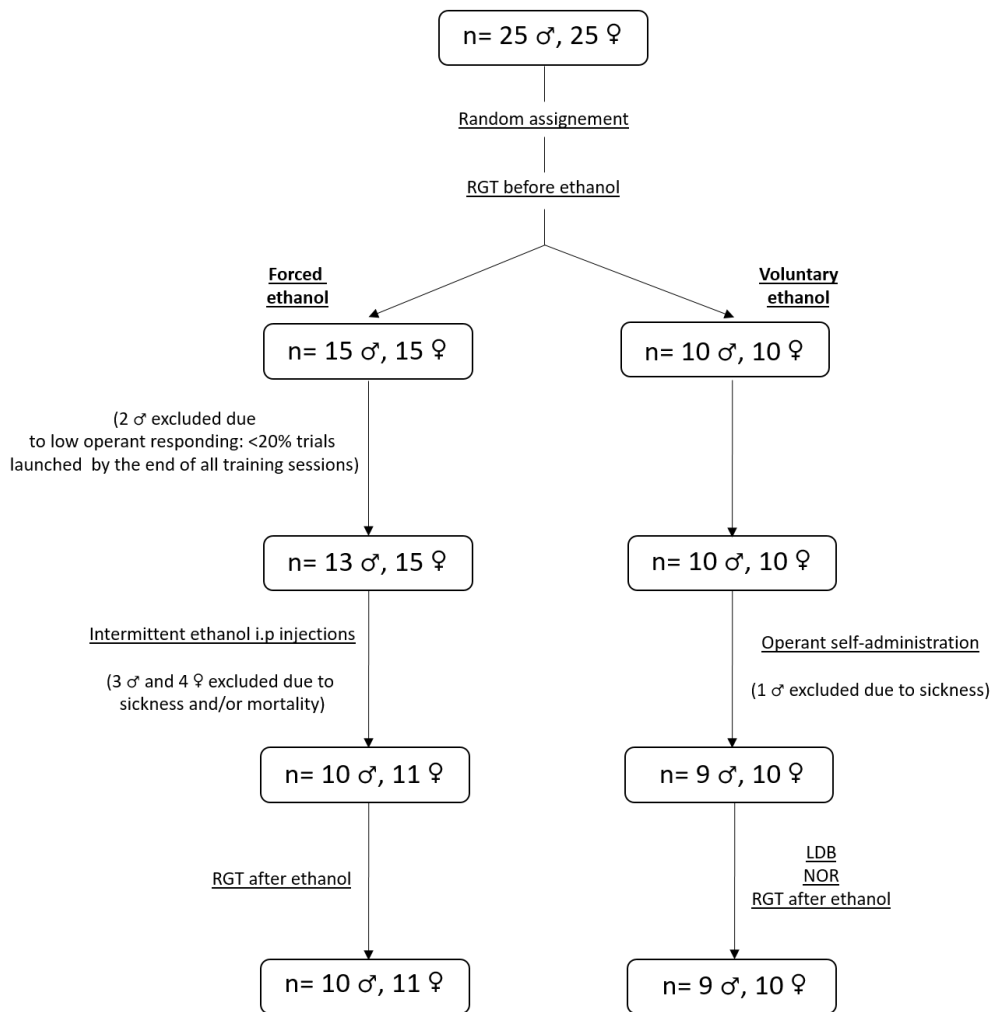 n= 25 ♂, 25 ♀
Random assignement
RGT before ethanol
Forced
ethanol
Voluntary
ethanol
n= 15 ♂, 15 ♀
n= 10 ♂, 10 ♀
(2 ♂ excluded due
to low operant responding: <20% trials
launched by the end of all training sessions)
n= 13 ♂, 15 ♀
n= 10 ♂, 10 ♀
Intermittent ethanol i.p injections
(3 ♂ and 4 ♀ excluded due to
sickness and/or mortality)
Operant self-administration
(1 ♂ excluded due to sickness)
n= 10 ♂, 11 ♀
n= 9 ♂, 10 ♀
RGT after ethanol
LDB
NOR
RGT after ethanol
n= 10 ♂, 11 ♀
n= 9 ♂, 10 ♀